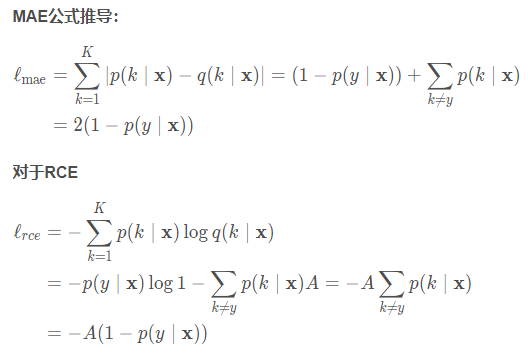 MAE公式推导：
ℓ_mae = ∑_{k=1}^{K} |p(k | x) − q(k | x)| = (1 − p(y | x)) + ∑_{k≠y} p(k | x)
= 2(1 − p(y | x))
对于RCE
ℓ_rce = − ∑_{k=1}^{K} p(k | x) log q(k | x)
= −p(y | x) log 1 − ∑_{k≠y} p(k | x)A = −A ∑_{k≠y} p(k | x)
= −A(1 − p(y | x))